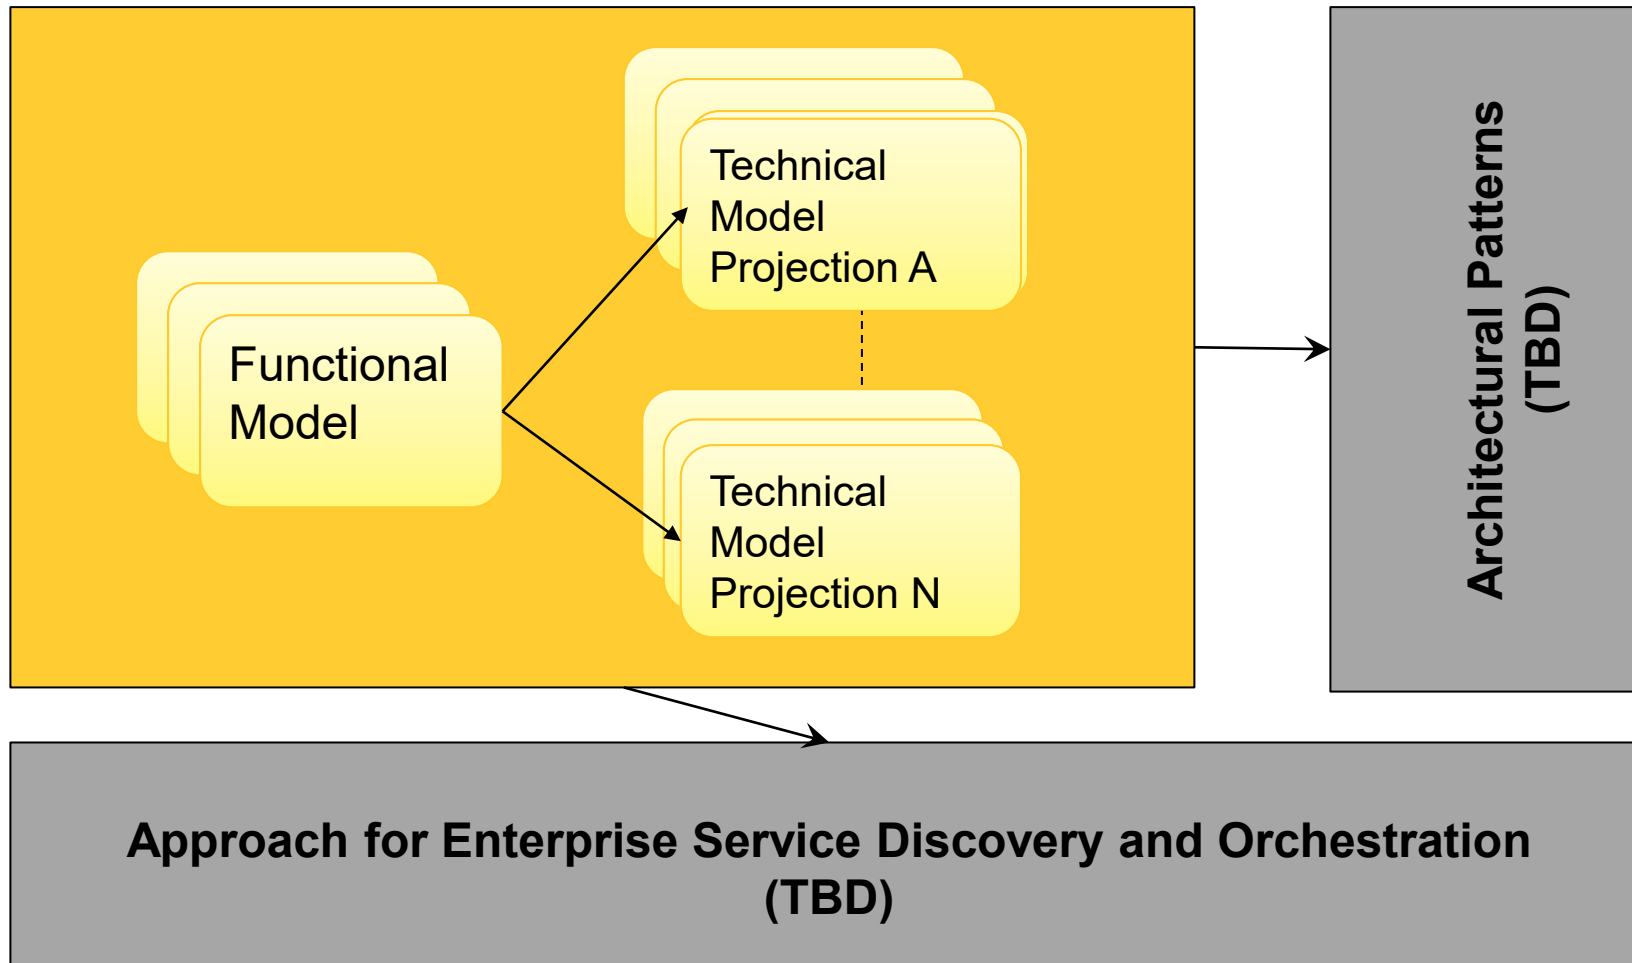 Technical
Model
Projection A
Functional
Model
Technical
Model
Projection N
Architectural Patterns
(TBD)
Approach for Enterprise Service Discovery and Orchestration
(TBD)